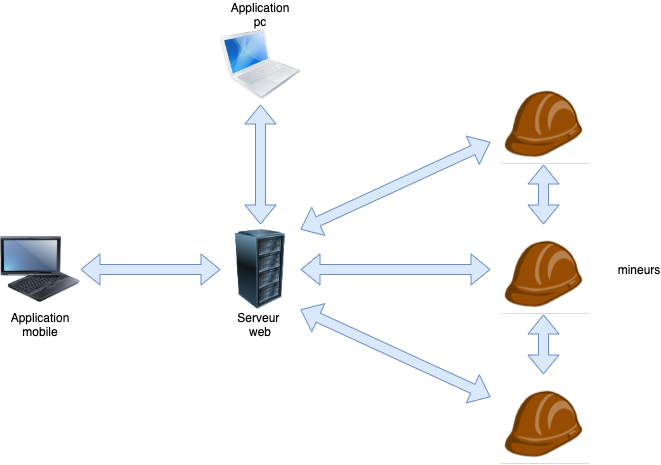 Application
pc
Application
mobile
Serveur
web
mineurs